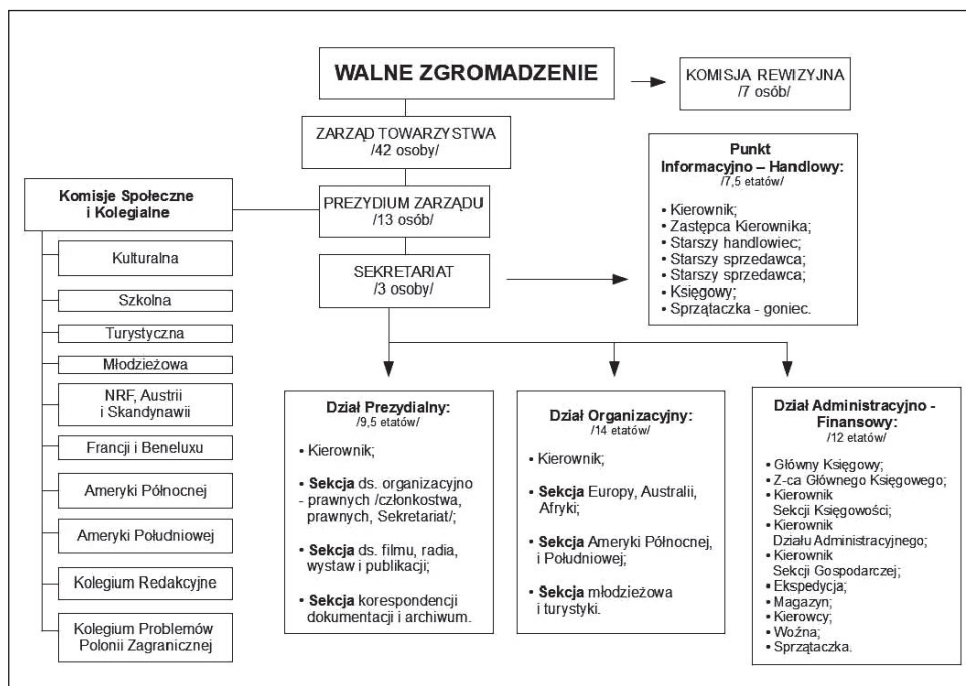 WALNE ZGROMADZENIE
KOMISJA REWIZYJNA
/7 osób/
ZARZĄD TOWARZYSTWA
/42 osoby/
Punkt
Informacyjno – Handlowy:
/7,5 etatów/
• Kierownik;
• Zastępca Kierownika;
• Starszy handlowiec;
• Starszy sprzedawca;
• Starszy sprzedawca;
• Księgowy;
• Sprzątaczka - goniec.
Komisje Społeczne
i Kolegialne
PREZYDIUM ZARZĄDU
/13 osób/
SEKRETARIAT
/3 osoby/
Kulturalna
Szkolna
Turystyczna
Młodzieżowa
NRF, Austrii
i Skandynawii
Francji i Beneluxu
Ameryki Północnej
Ameryki Południowej
Kolegium Redakcyjne
Kolegium Problemów
Polonii Zagranicznej
Dział Prezydialny:
/9,5 etatów/
• Kierownik;
• Sekcja ds. organizacyjno
- prawnych /członkostwa,
prawnych, Sekretariat/;
• Sekcja ds. filmu, radia,
wystaw i publikacji;
• Sekcja korespondencji
dokumentacji i archiwum.
Dział Organizacyjny:
/14 etatów/
• Kierownik;
• Sekcja Europy, Australii,
Afryki;
• Sekcja Ameryki Północnej,
i Południowej;
• Sekcja młodzieżowa
i turystyki.
Dział Administracyjno -
Finansowy:
/12 etatów/
• Główny Księgowy;
• Z-ca Głównego Księgowego;
• Kierownik
Sekcji Księgowości;
• Kierownik
Działu Administracyjnego;
• Kierownik
Sekcji Gospodarczej;
• Ekspedycja;
• Magazyn;
• Kierowcy;
• Woźna;
• Sprzątaczka.